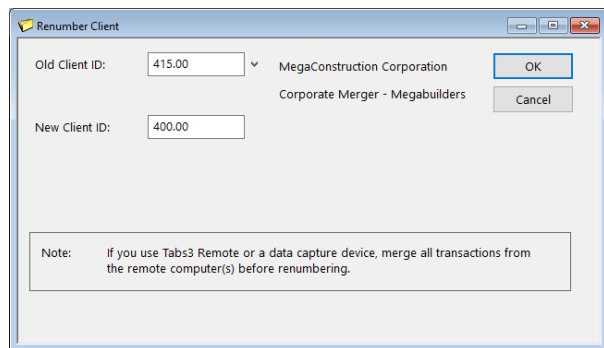 Renumber Client
Old Client ID: 415.00 MegaConstruction Corporation OK
Corporate Merger - Megabuilders Cancel
New Client ID: 400.00
Note: If you use Tabs3 Remote or a data capture device, merge all transactions from
the remote computer(s) before renumbering.